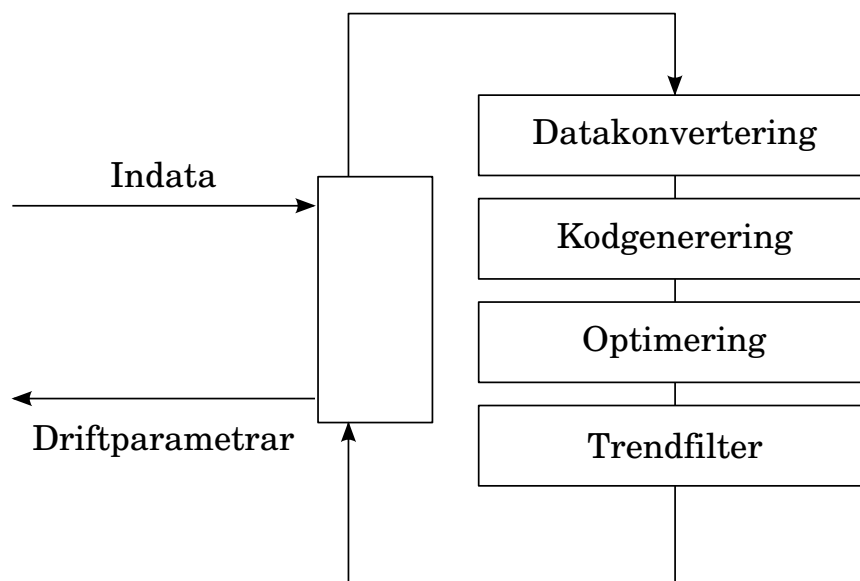 Datakonvertering
Indata
Kodgenerering
Optimering
Driftparametrar
Trendfilter